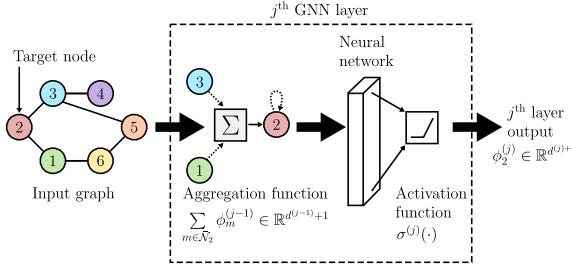 j^th GNN layer
Target node
3
4
2
5
1
6
Input graph
3
Σ
2
1
Aggregation function
∑_{m∈𝒩̄_2} ϕ_m^{(j−1)} ∈ ℝ^{d^{(j−1)}+1}
Neural
network
Activation
function
σ^{(j)}(·)
j^th layer
output
ϕ_2^{(j)} ∈ ℝ^{d^{(j)}+